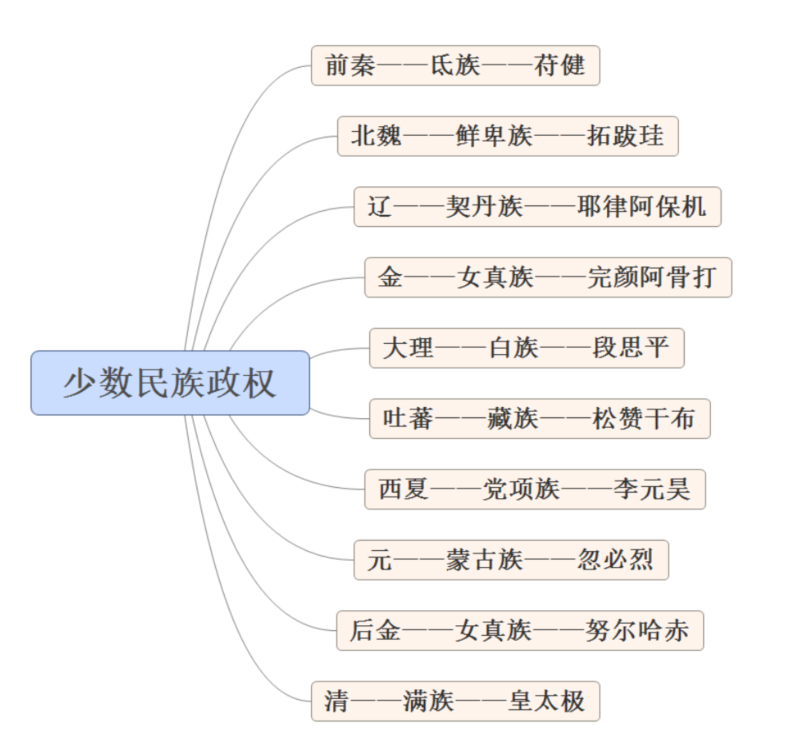 前秦——氐族——苻健
北魏——鲜卑族——拓跋珪
辽——契丹族——耶律阿保机
金——女真族——完颜阿骨打
大理——白族——段思平
少数民族政权
吐蕃——藏族——松赞干布
西夏——党项族——李元昊
元——蒙古族——忽必烈
后金——女真族——努尔哈赤
清——满族——皇太极